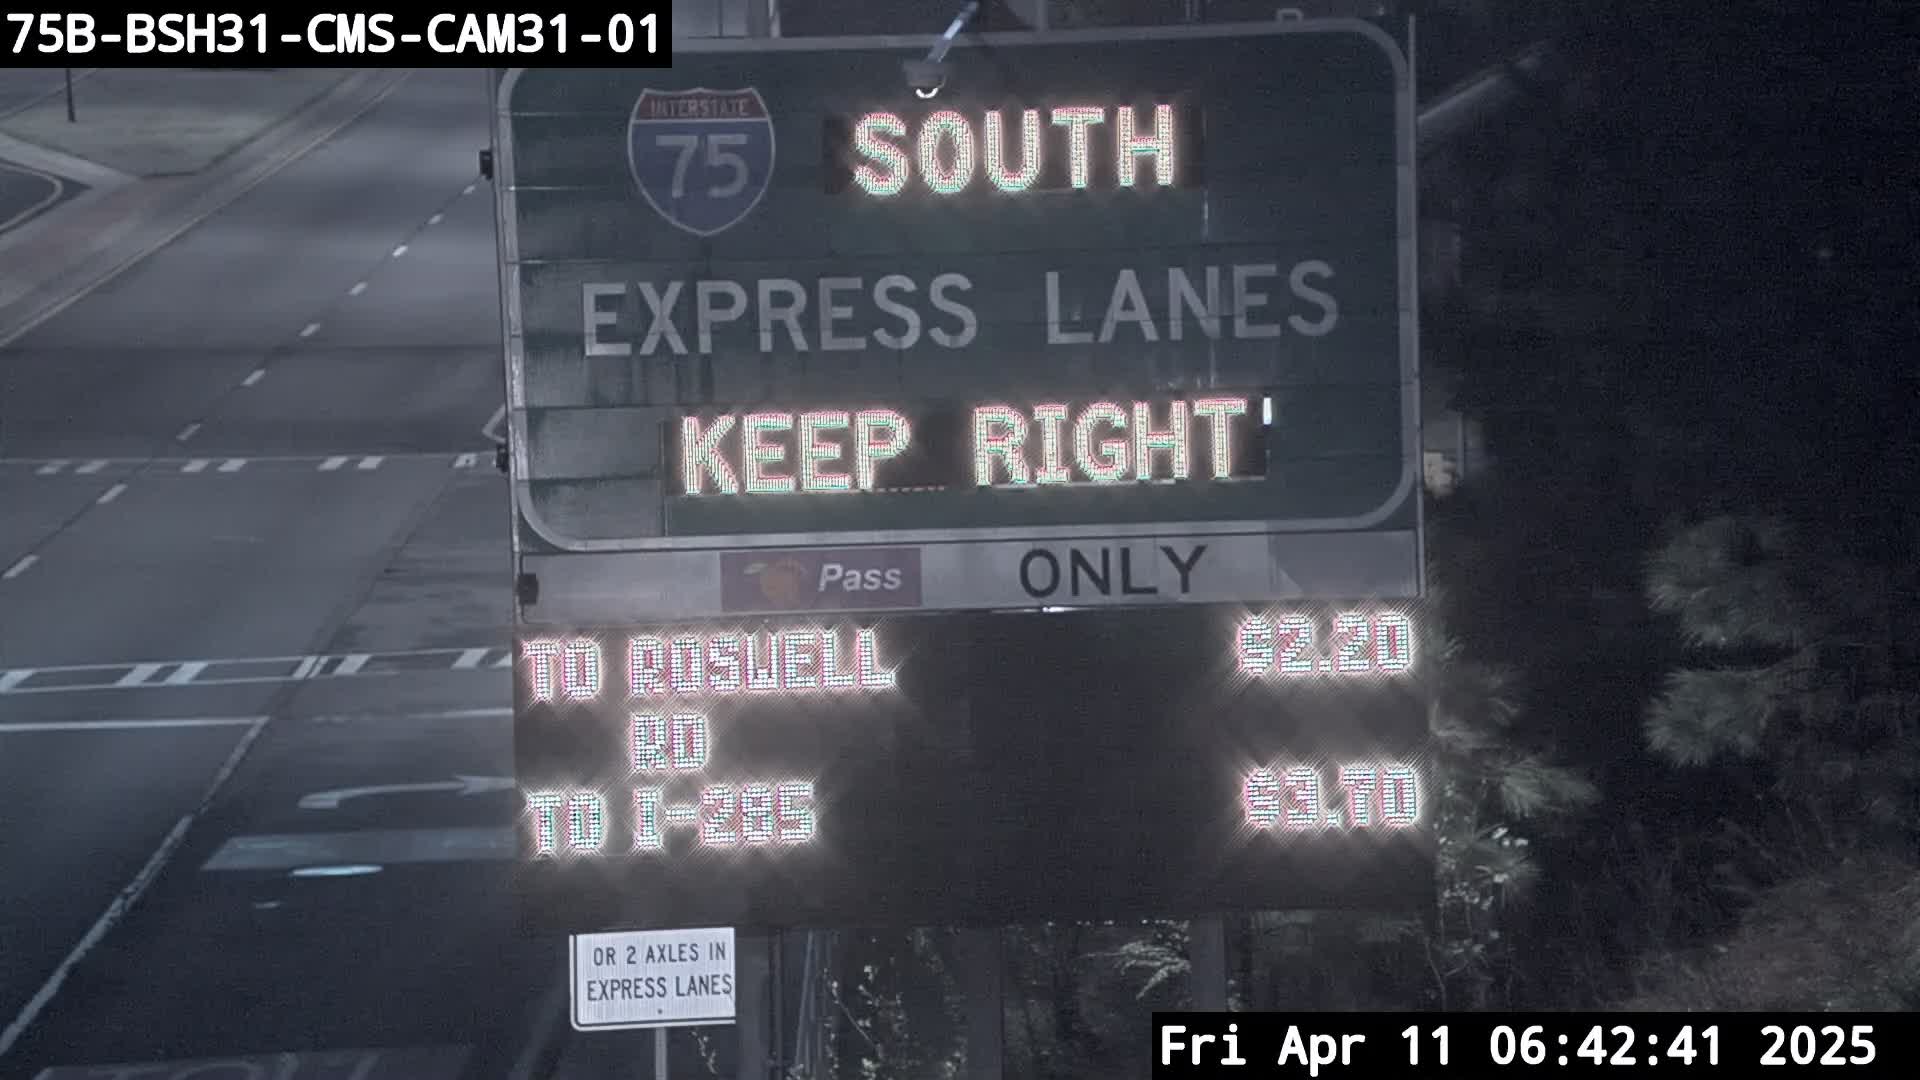 75B-BSH31-CMS-CAM31-01
INTERSTATE
75
SOUTH
EXPRESS LANES
KEEP RIGHT
Pass ONLY
TO ROSWELL $2.20
RD
TO I-285 $3.70
OR 2 AXLES IN
EXPRESS LANES
Fri Apr 11 06:42:41 2025